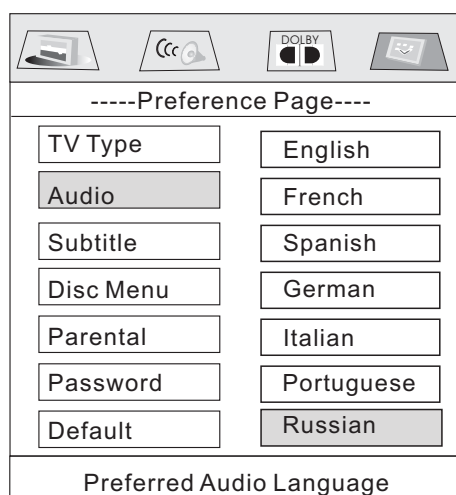 DOLBY
-----Preference Page----
TV Type
Audio
Subtitle
Disc Menu
Parental
Password
Default
English
French
Spanish
German
Italian
Portuguese
Russian
Preferred Audio Language